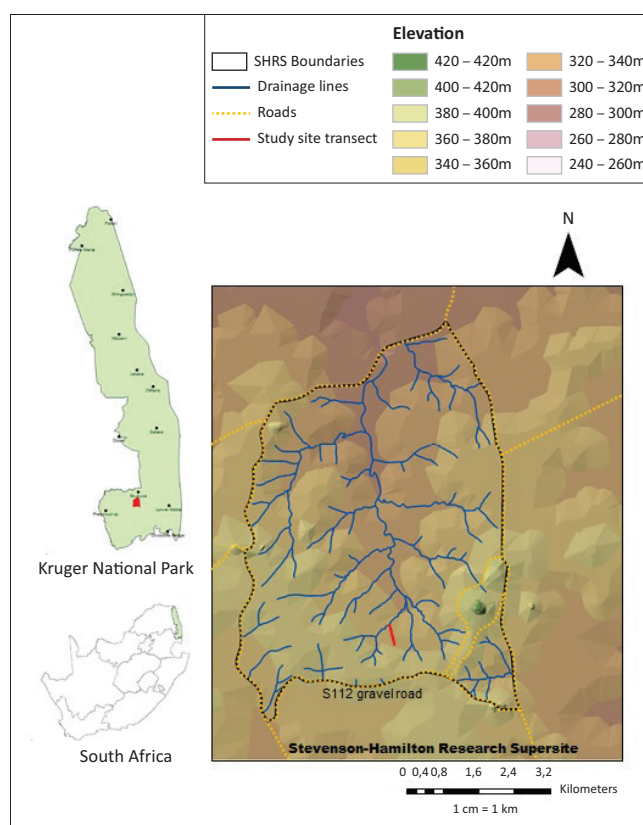 Elevation
SHRS Boundaries
Drainage lines
Roads
Study site transect
420 – 420m
400 – 420m
380 – 400m
360 – 380m
340 – 360m
320 – 340m
300 – 320m
280 – 300m
260 – 280m
240 – 260m
N
Kruger National Park
South Africa
S112 gravel road
Stevenson-Hamilton Research Supersite
0 0,4 0,8 1,6 2,4 3,2
Kilometers
1 cm = 1 km